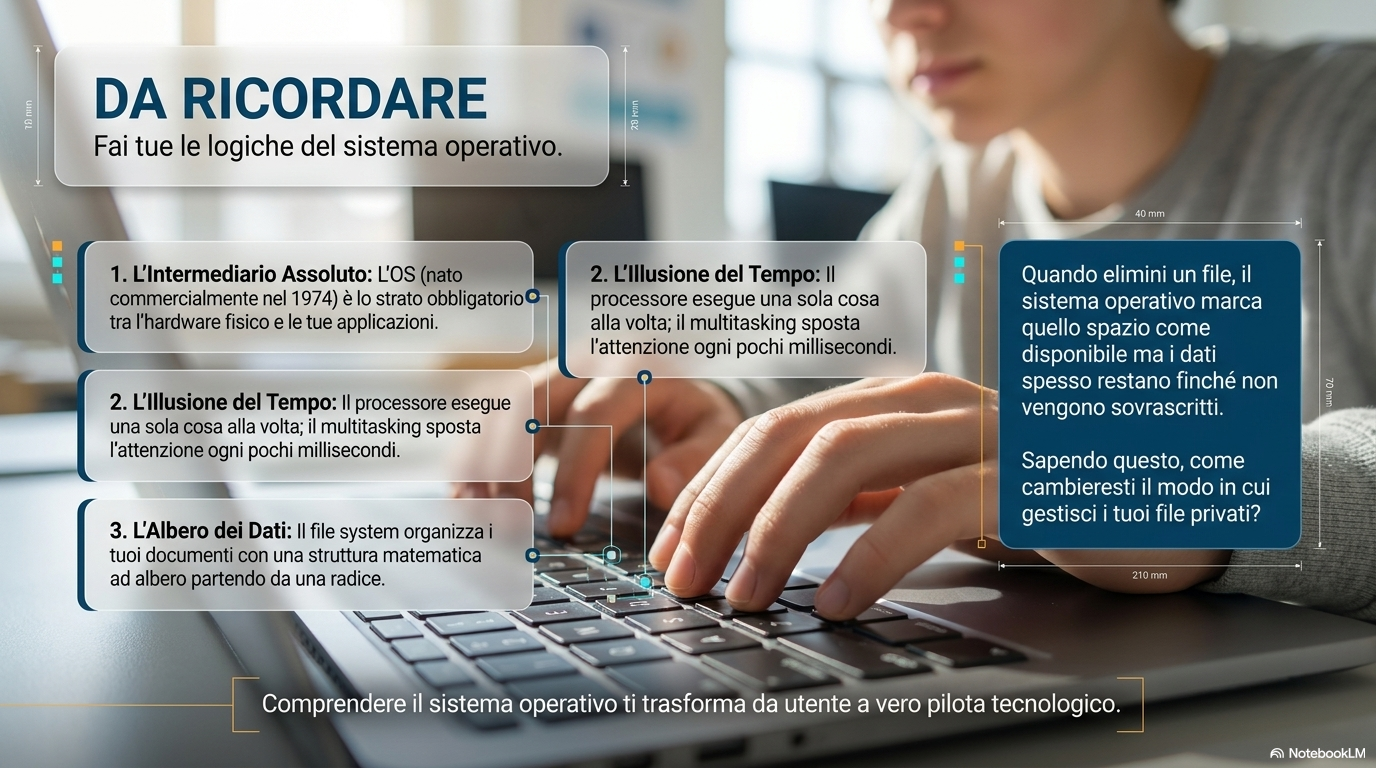 DA RICORDARE
Fai tue le logiche del sistema operativo.
1. L'Intermediario Assoluto: L'OS (nato
commercialmente nel 1974) è lo strato obbligatorio
tra l'hardware fisico e le tue applicazioni.
2. L'Illusione del Tempo: Il processore esegue
una sola cosa alla volta; il multitasking sposta
l'attenzione ogni pochi millisecondi.
3. L'Albero dei Dati: Il file system organizza i
tuoi documenti con una struttura matematica
ad albero partendo da una radice.
2. L'Illusione del Tempo: Il
processore esegue una sola cosa
alla volta; il multitasking sposta
l'attenzione ogni pochi millisecondi.
40 mm
Quando elimini un file, il
sistema operativo marca
quello spazio come
disponibile ma i dati
spesso restano finché non
vengono sovrascritti.
Sapendo questo, come
cambieresti il modo in cui
gestisci i tuoi file privati?
70 mm
210 mm
Comprendere il sistema operativo ti trasforma da utente a vero pilota tecnologico.
NotebookLM